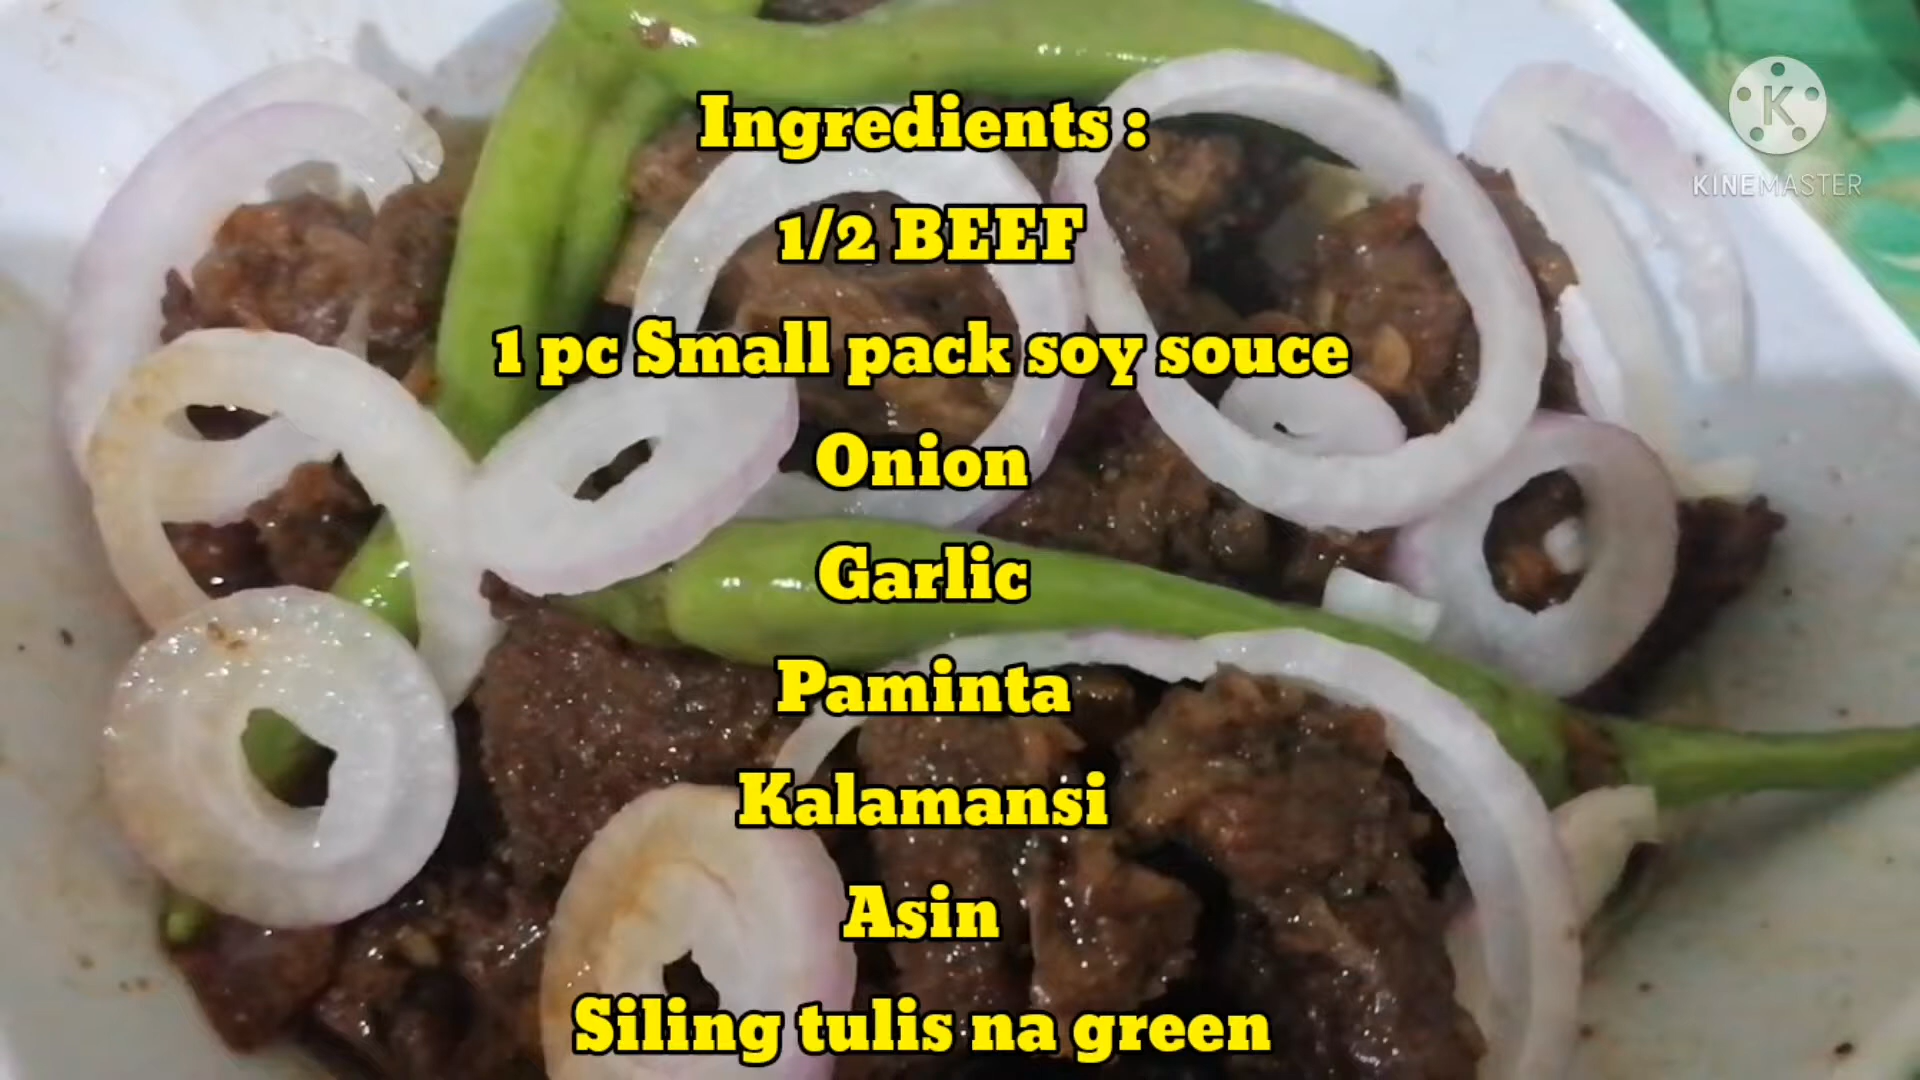 Ingredients :
1/2 BEEF
1 pc Small pack soy souce
Onion
Garlic
Paminta
Kalamansi
Asin
Siling tulis na green
K
KINEMASTER